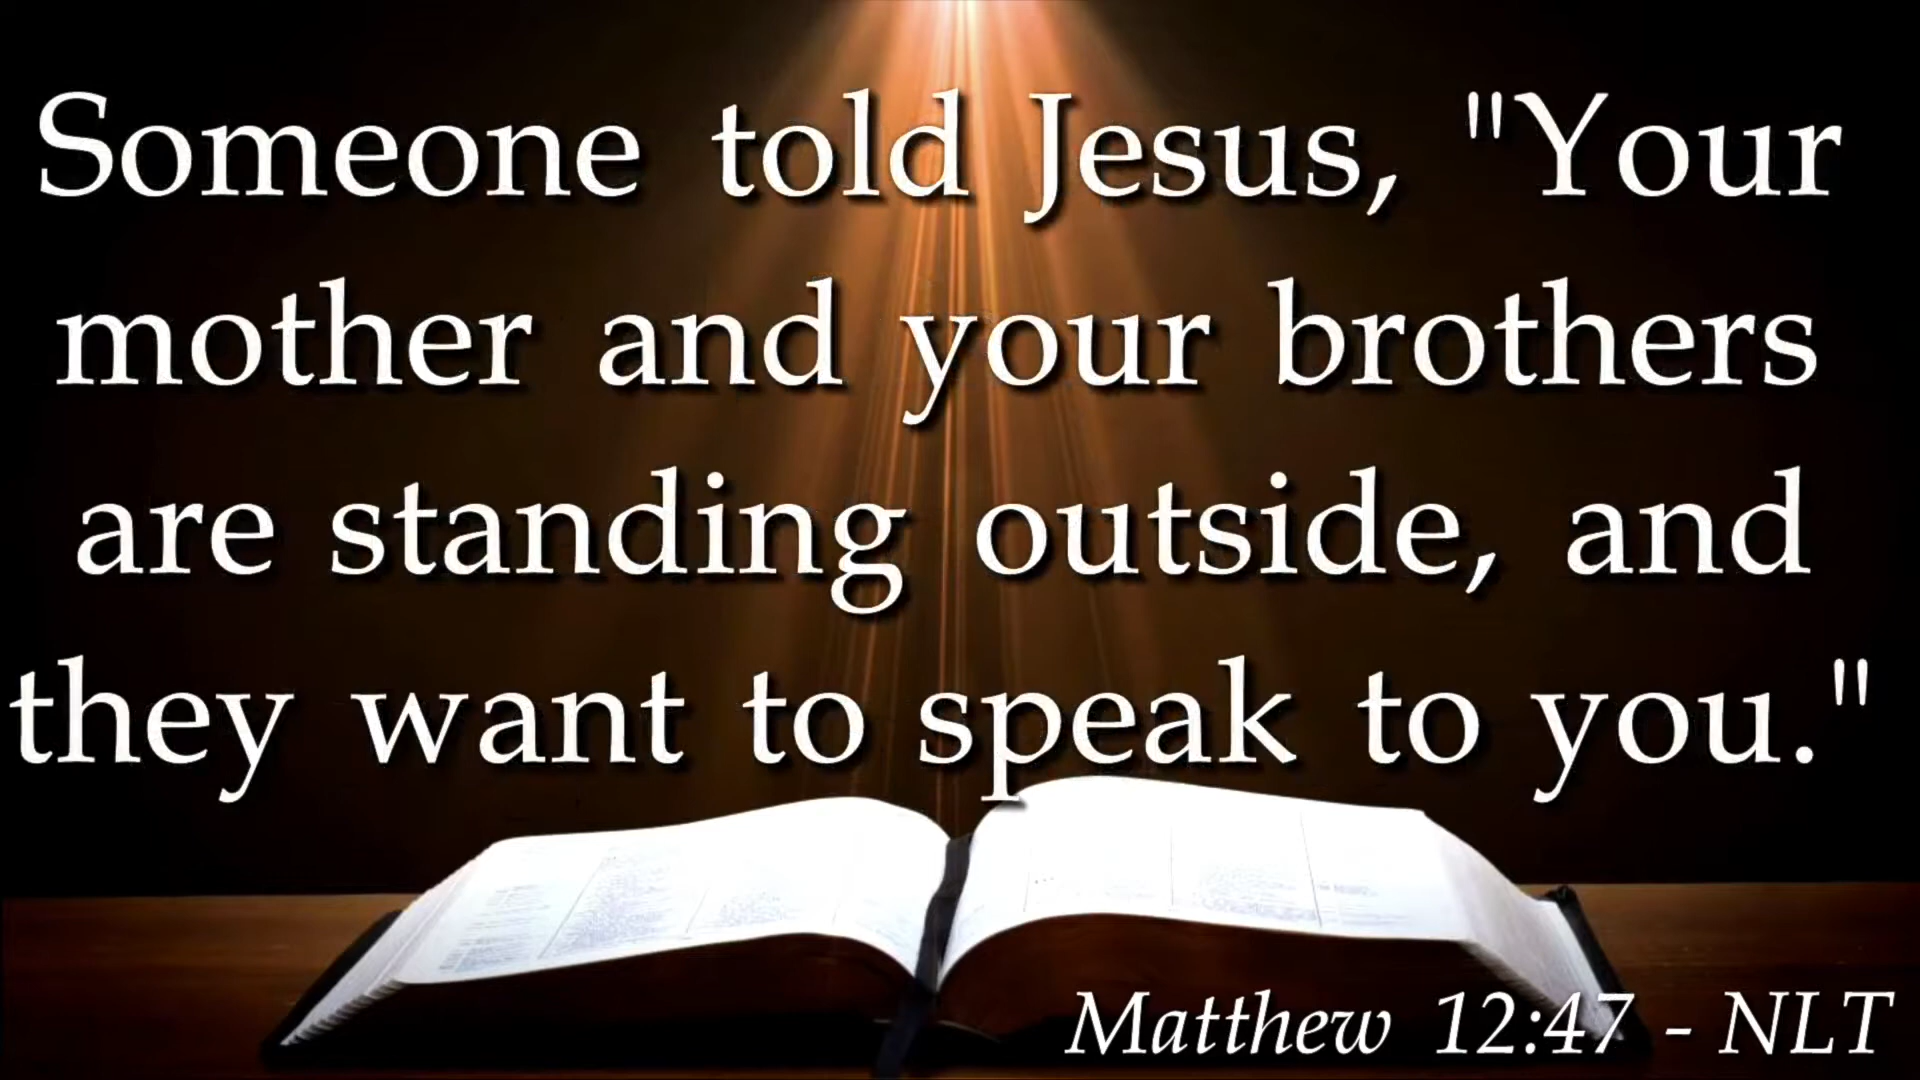 Someone told Jesus, "Your
mother and your brothers
are standing outside, and
they want to speak to you."
Matthew 12:47 - NLT